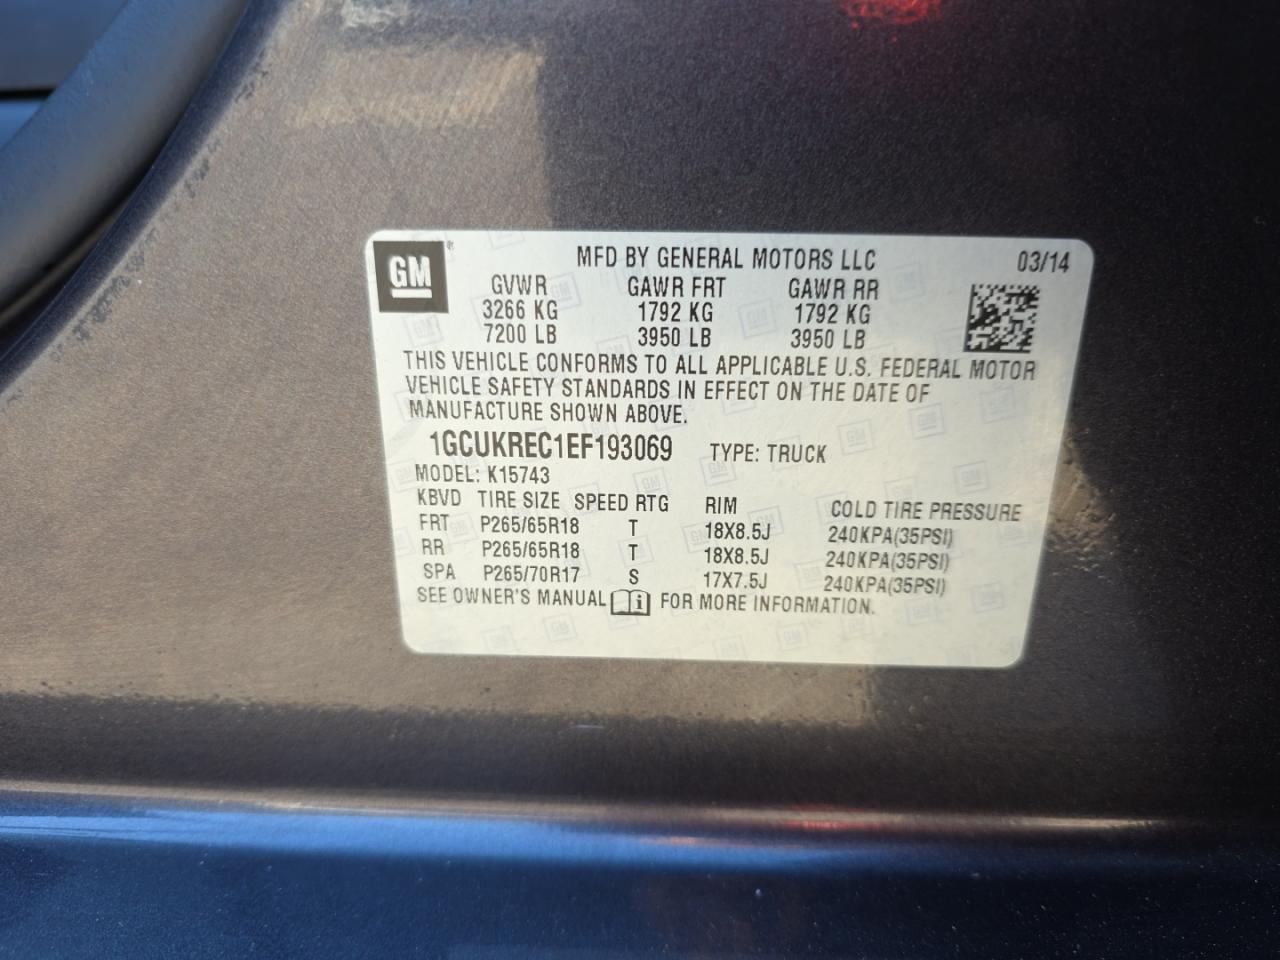 GM ® MFD BY GENERAL MOTORS LLC 03/14
GVWR GAWR FRT GAWR RR
3266 KG 1792 KG 1792 KG
7200 LB 3950 LB 3950 LB
THIS VEHICLE CONFORMS TO ALL APPLICABLE U.S. FEDERAL MOTOR
VEHICLE SAFETY STANDARDS IN EFFECT ON THE DATE OF
MANUFACTURE SHOWN ABOVE.
1GCUKREC1EF193069 TYPE: TRUCK
MODEL: K15743
KBVD TIRE SIZE SPEED RTG RIM COLD TIRE PRESSURE
FRT P265/65R18 T 18X8.5J 240KPA(35PSI)
RR P265/65R18 T 18X8.5J 240KPA(35PSI)
SPA P265/70R17 S 17X7.5J 240KPA(35PSI)
SEE OWNER'S MANUAL i FOR MORE INFORMATION.